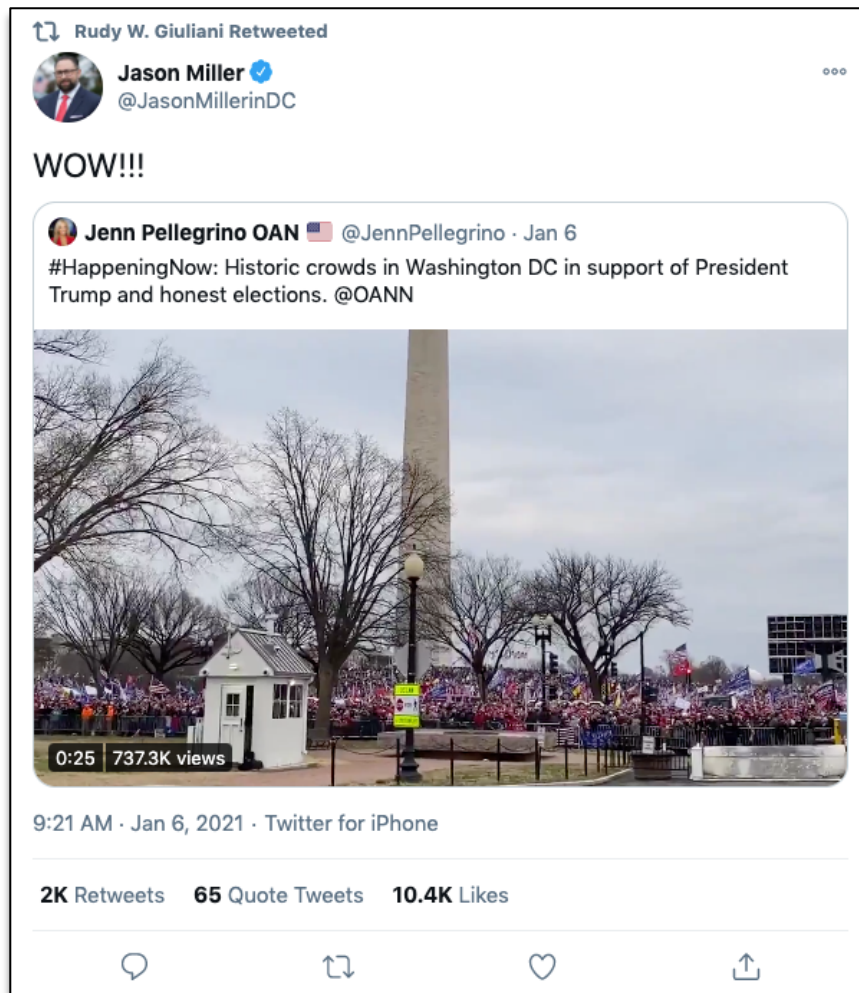 Rudy W. Giuliani Retweeted
Jason Miller
@JasonMillerinDC
WOW!!!
Jenn Pellegrino OAN 🇺🇸 @JennPellegrino · Jan 6
#HappeningNow: Historic crowds in Washington DC in support of President
Trump and honest elections. @OANN
0:25 737.3K views
9:21 AM · Jan 6, 2021 · Twitter for iPhone
2K Retweets 65 Quote Tweets 10.4K Likes